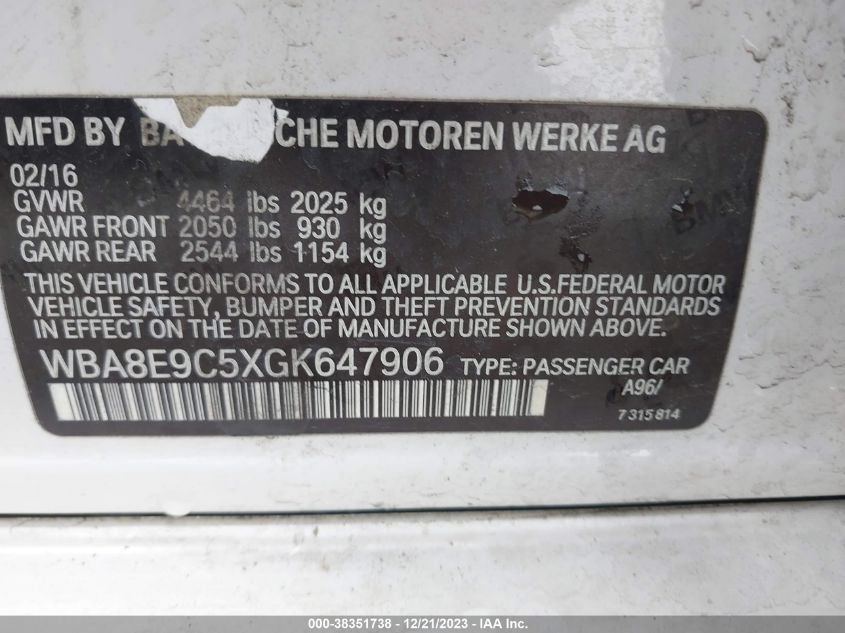 MFD BY BA CHE MOTOREN WERKE AG
02/16
GVWR 4464 lbs 2025 kg
GAWR FRONT 2050 lbs 930 kg
GAWR REAR 2544 lbs 1154 kg
THIS VEHICLE CONFORMS TO ALL APPLICABLE U.S.FEDERAL MOTOR
VEHICLE SAFETY, BUMPER AND THEFT PREVENTION STANDARDS
IN EFFECT ON THE DATE OF MANUFACTURE SHOWN ABOVE.
WBA8E9C5XGK647906 TYPE: PASSENGER CAR
A96/
7315814
000-38351738 - 12/21/2023 - IAA Inc.